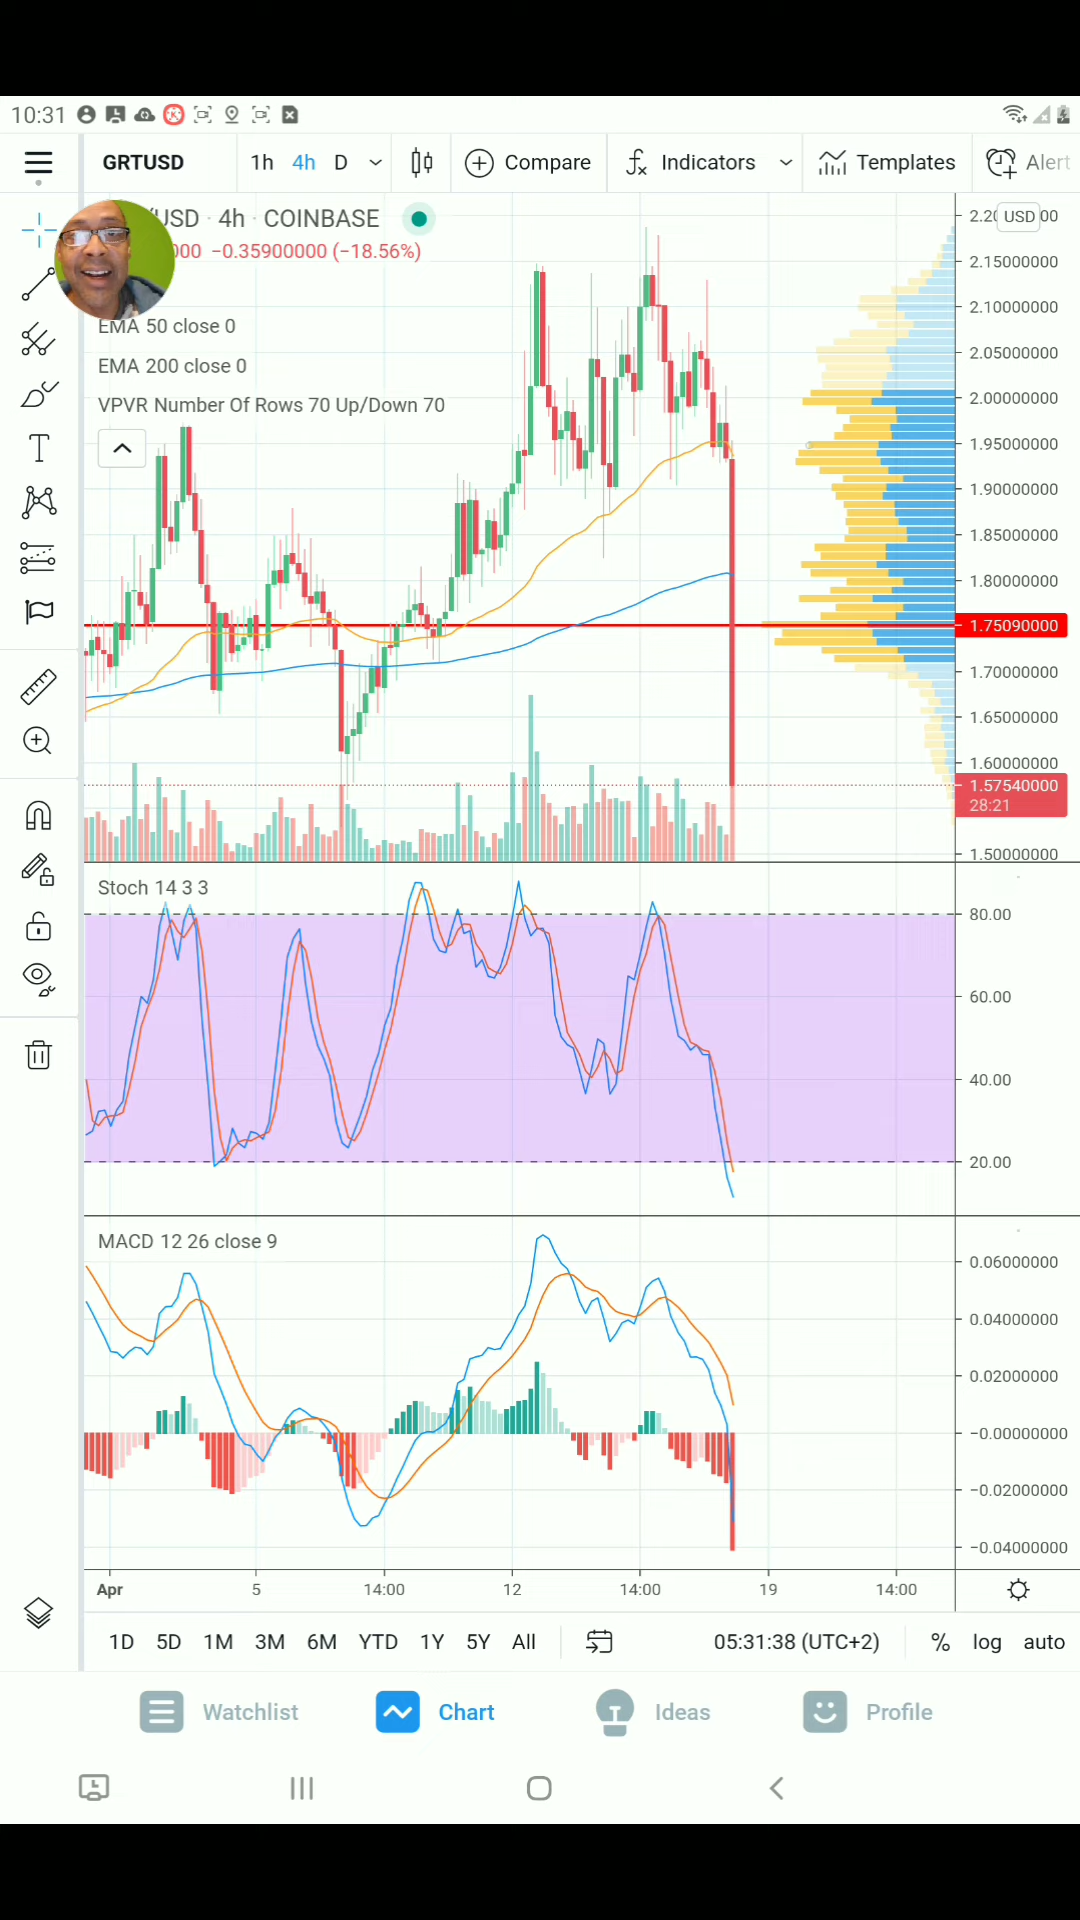 10:31
GRTUSD 1h 4h D Compare Indicators Templates Alert
USD · 4h · COINBASE
000 −0.35900000 (−18.56%)
EMA 50 close 0
EMA 200 close 0
VPVR Number Of Rows 70 Up/Down 70
USD
2.15000000
2.10000000
2.05000000
2.00000000
1.95000000
1.90000000
1.85000000
1.80000000
1.75090000
1.70000000
1.65000000
1.60000000
1.57540000
28:21
1.50000000
Stoch 14 3 3
80.00
60.00
40.00
20.00
MACD 12 26 close 9
0.06000000
0.04000000
0.02000000
−0.00000000
−0.02000000
−0.04000000
Apr 5 14:00 12 14:00 19 14:00
1D 5D 1M 3M 6M YTD 1Y 5Y All 05:31:38 (UTC+2) % log auto
Watchlist Chart Ideas Profile